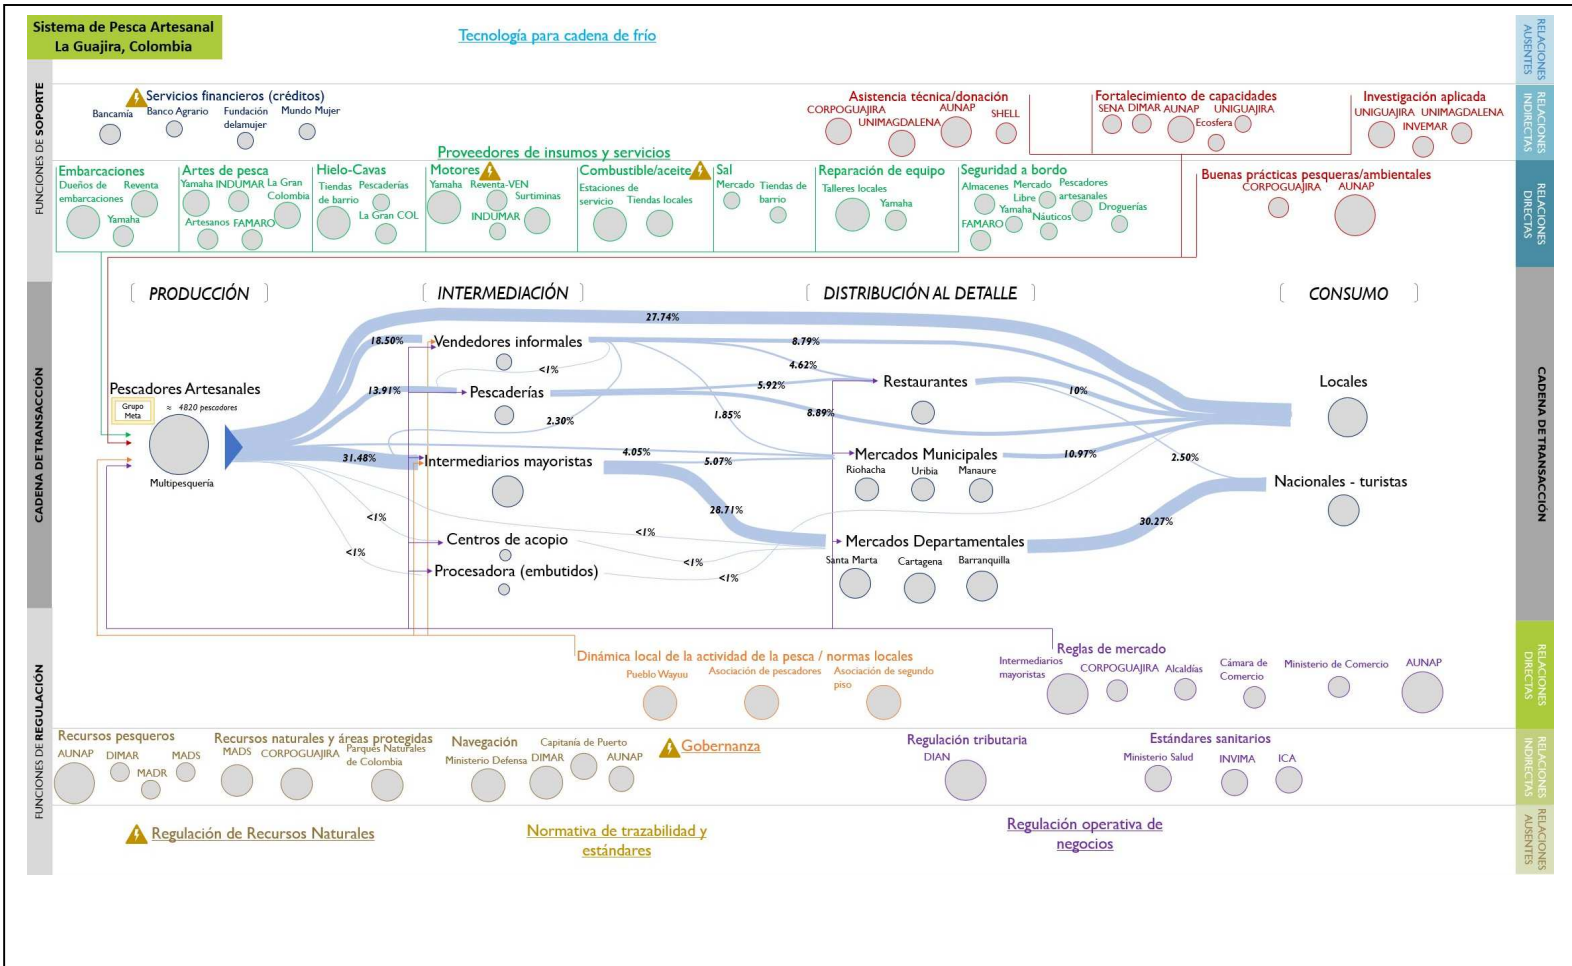 Sistema de Pesca Artesanal
La Guajira, Colombia
Tecnología para cadena de frío
RELACIONES
AUSENTES
FUNCIONES DE SOPORTE
Servicios financieros (créditos)
Bancamía
Banco Agrario
Fundación
delamujer
Mundo Mujer
Asistencia técnica/donación
CORPOGUAJIRA
UNIMAGDALENA
AUNAP
SHELL
Fortalecimiento de capacidades
SENA
DIMAR
AUNAP
UNIGUAJIRA
Ecosfera
Investigación aplicada
UNIGUAJIRA
UNIMAGDALENA
INVEMAR
RELACIONES
INDIRECTAS
Proveedores de insumos y servicios
Embarcaciones
Dueños de
embarcaciones
Reventa
Yamaha
Artes de pesca
Yamaha
INDUMAR
La Gran
Colombia
Artesanos
FAMARO
Hielo-Cavas
Tiendas
de barrio
Pescaderías
La Gran COL
Motores
Yamaha
Reventa-VEN
Surtiminas
INDUMAR
Combustible/aceite
Estaciones de
servicio
Tiendas locales
Sal
Mercado
Tiendas de
barrio
Reparación de equipo
Talleres locales
Yamaha
Seguridad a bordo
Almacenes
Mercado
Libre
Pescadores
artesanales
Yamaha
Náuticos
Droguerías
FAMARO
Buenas prácticas pesqueras/ambientales
CORPOGUAJIRA
AUNAP
RELACIONES
DIRECTAS
CADENA DE TRANSACCIÓN
PRODUCCIÓN
INTERMEDIACIÓN
DISTRIBUCIÓN AL DETALLE
CONSUMO
27.74%
18.50%
Vendedores informales
8.79%
4.62%
<1%
Pescadores Artesanales
Grupo
Meta
≈ 4820 pescadores
Multipesquería
13.91%
Pescaderías
5.92%
Restaurantes
10%
Locales
2.30%
1.85%
8.89%
31.48%
Intermediarios mayoristas
4.05%
5.07%
Mercados Municipales
Riohacha
Uribia
Manaure
10.97%
2.50%
Nacionales - turistas
28.71%
30.27%
<1%
<1%
Centros de acopio
<1%
Mercados Departamentales
Santa Marta
Cartagena
Barranquilla
<1%
Procesadora (embutidos)
<1%
CADENA DE TRANSACCIÓN
FUNCIONES DE REGULACIÓN
Dinámica local de la actividad de la pesca / normas locales
Pueblo Wayuu
Asociación de pescadores
Asociación de segundo
piso
Reglas de mercado
Intermediarios
mayoristas
CORPOGUAJIRA
Alcaldías
Cámara de
Comercio
Ministerio de Comercio
AUNAP
RELACIONES
DIRECTAS
Recursos pesqueros
AUNAP
DIMAR
MADR
MADS
Recursos naturales y áreas protegidas
MADS
CORPOGUAJIRA
Parques Naturales
de Colombia
Navegación
Ministerio Defensa
DIMAR
Capitanía de Puerto
AUNAP
Gobernanza
Regulación tributaria
DIAN
Estándares sanitarios
Ministerio Salud
INVIMA
ICA
RELACIONES
INDIRECTAS
Regulación de Recursos Naturales
Normativa de trazabilidad y
estándares
Regulación operativa de
negocios
RELACIONES
AUSENTES